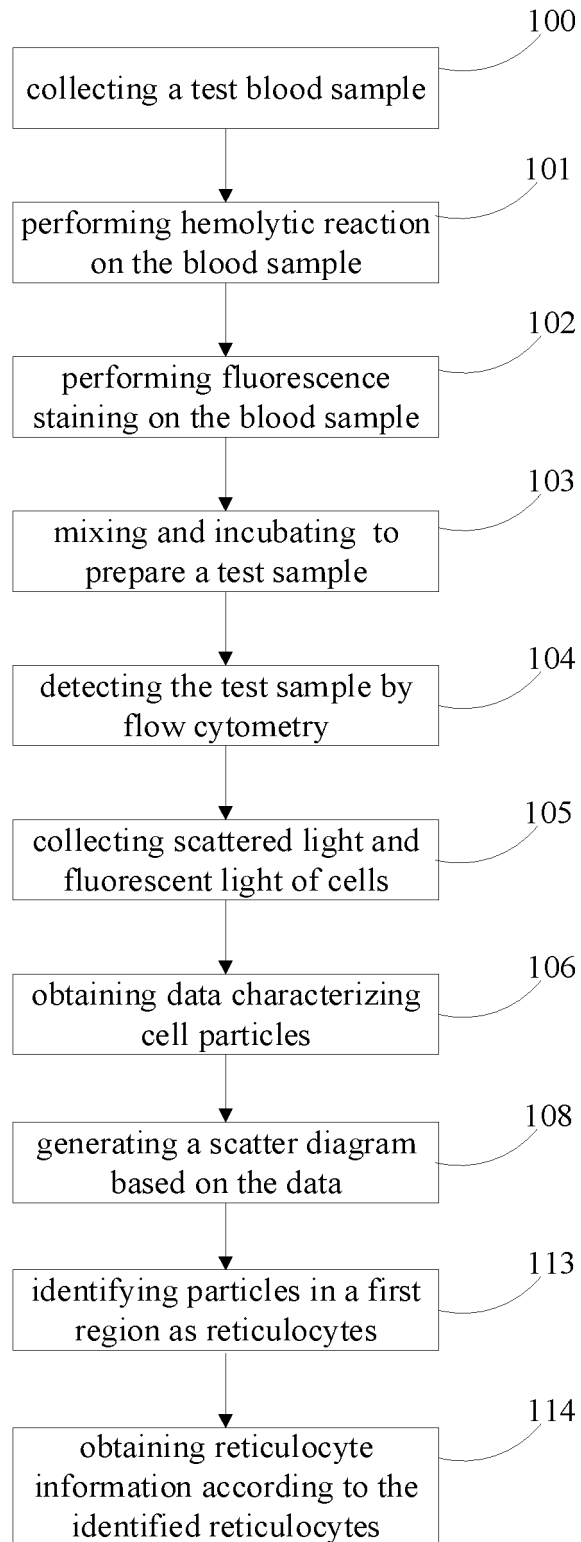 100
collecting a test blood sample
101
performing hemolytic reaction
on the blood sample
102
performing fluorescence
staining on the blood sample
103
mixing and incubating to
prepare a test sample
104
detecting the test sample by
flow cytometry
105
collecting scattered light and
fluorescent light of cells
106
obtaining data characterizing
cell particles
108
generating a scatter diagram
based on the data
113
identifying particles in a first
region as reticulocytes
114
obtaining reticulocyte
information according to the
identified reticulocytes